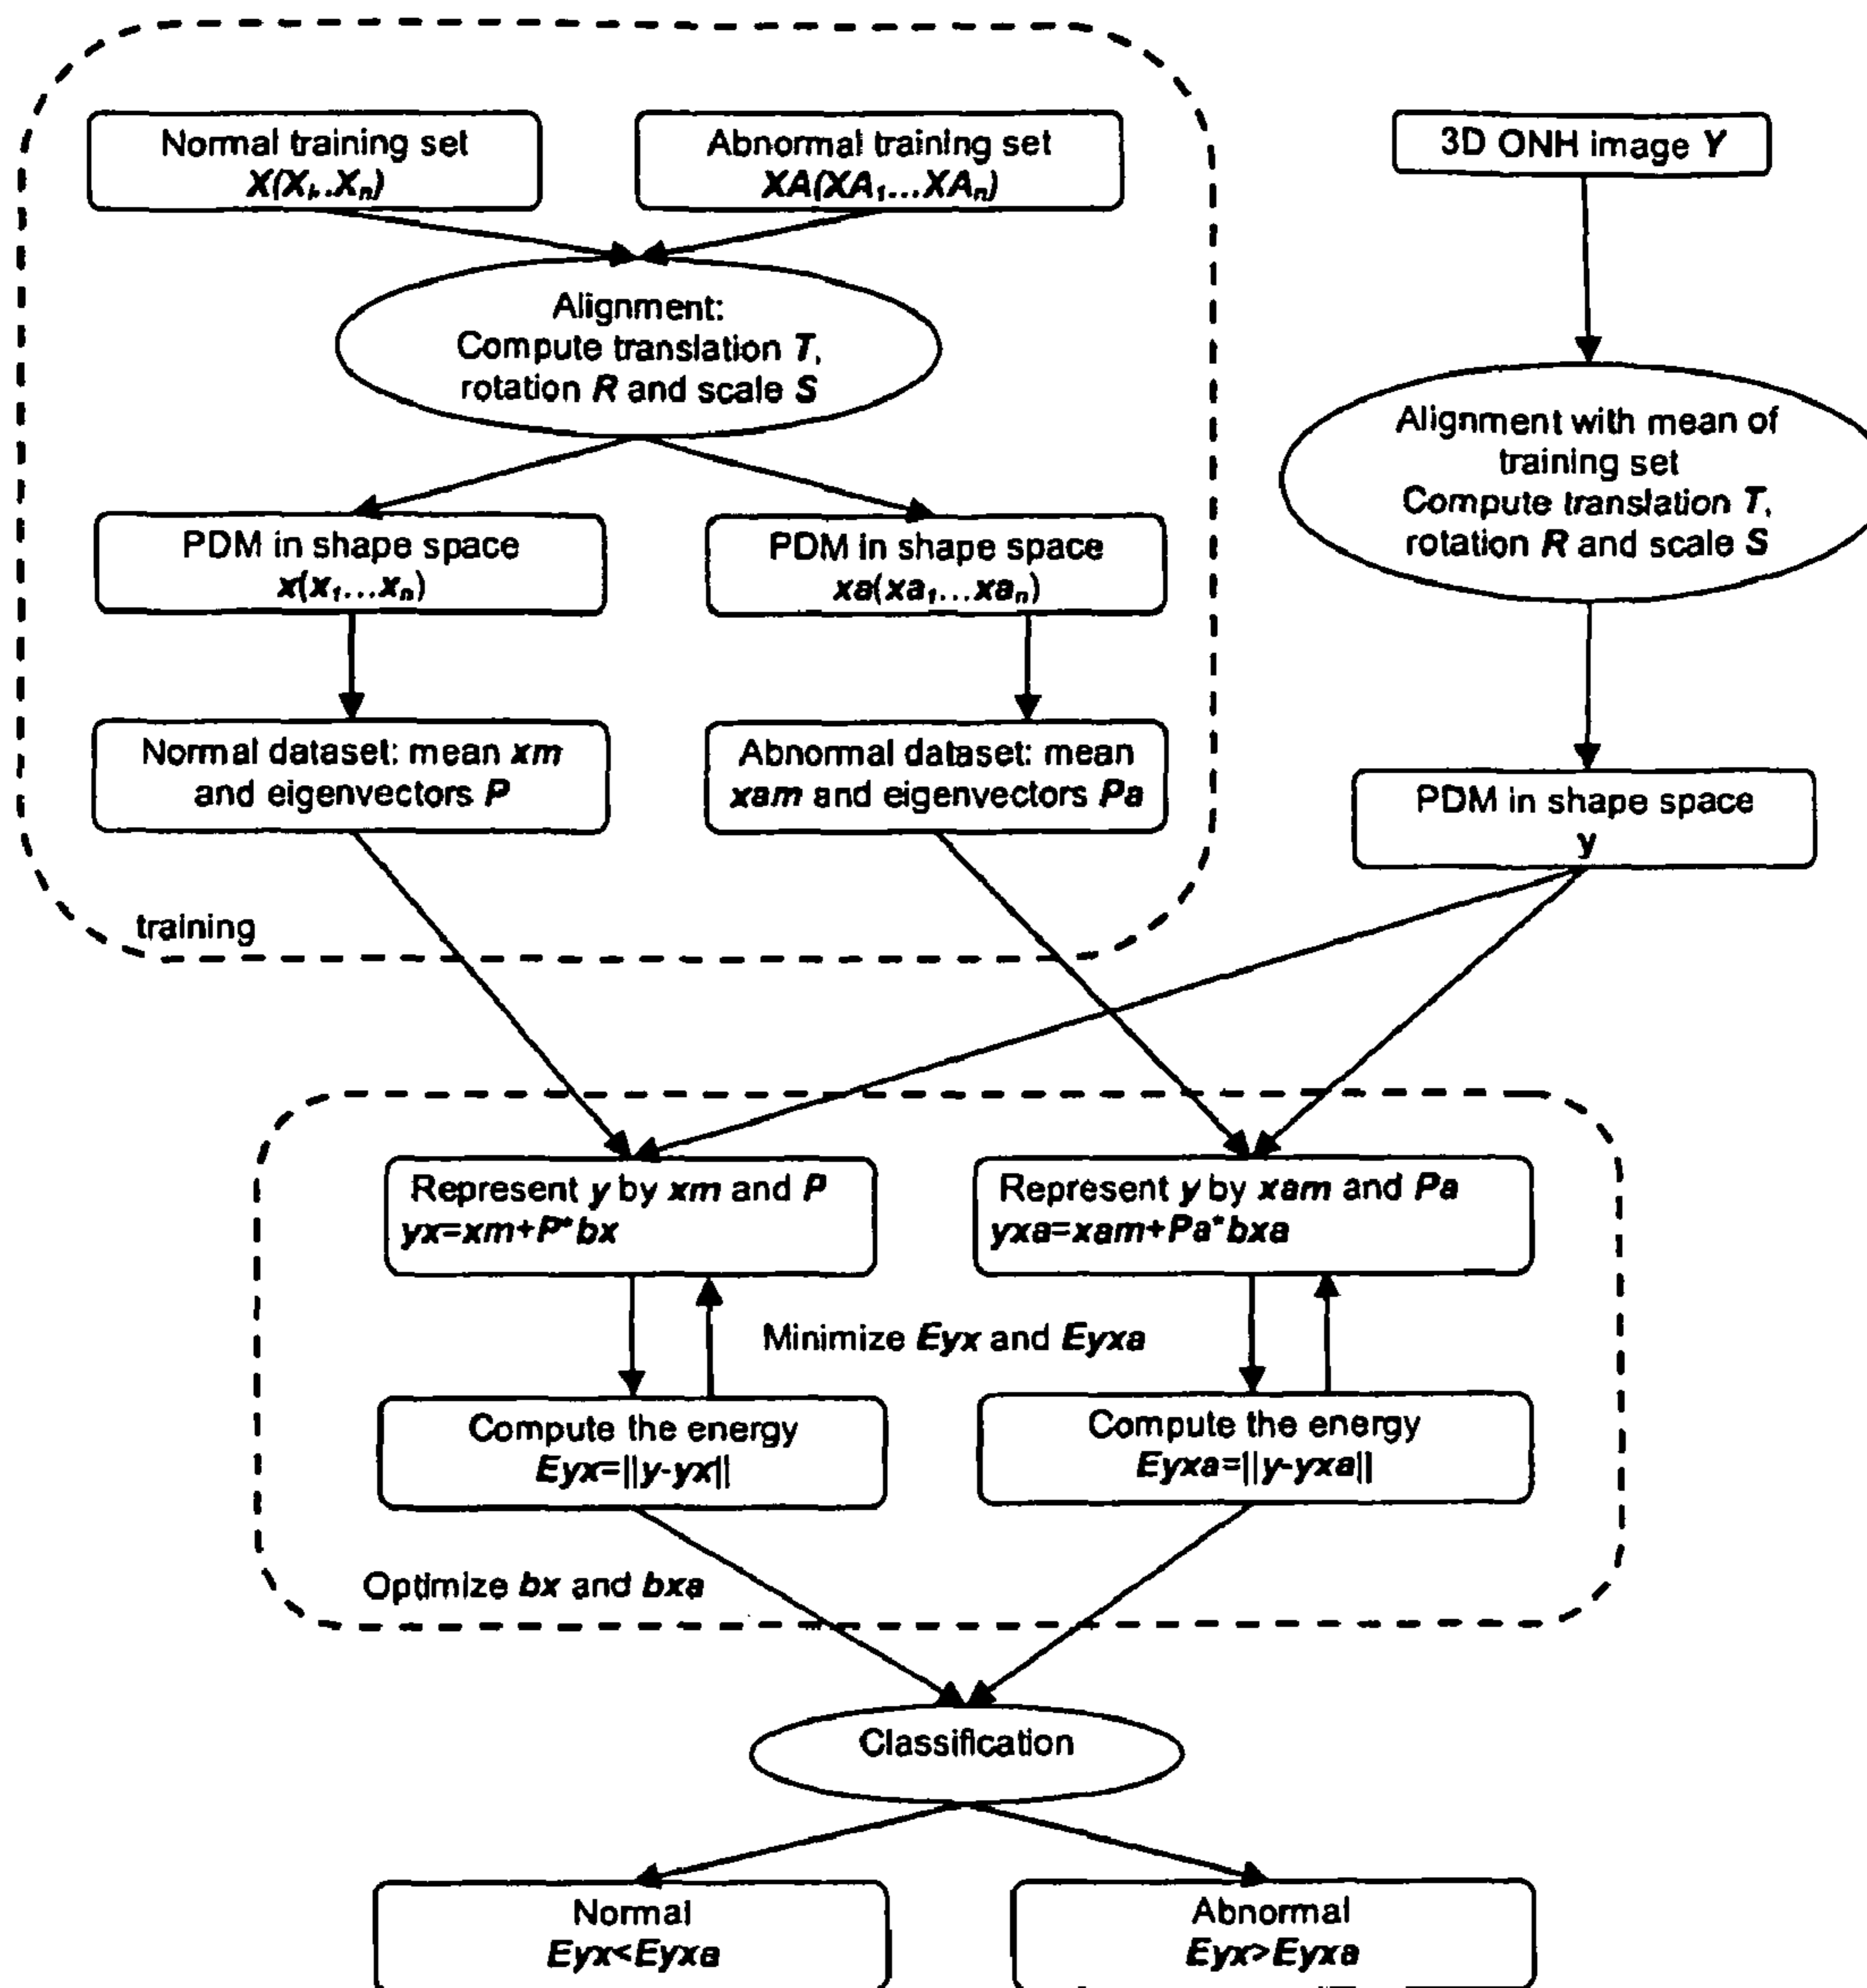 Normal training set
X(Xi..Xn)
Abnormal training set
XA(XA1...XAn)
3D ONH image Y
Alignment:
Compute translation T,
rotation R and scale S
Alignment with mean of
training set
Compute translation T,
rotation R and scale S
PDM in shape space
x(x1...xn)
PDM in shape space
xa(xa1...xan)
Normal dataset: mean xm
and eigenvectors P
Abnormal dataset: mean
xam and eigenvectors Pa
PDM in shape space
y
training
Represent y by xm and P
yx=xm+P*bx
Represent y by xam and Pa
yxa=xam+Pa*bxa
Minimize Eyx and Eyxa
Compute the energy
Eyx=||y-yx||
Compute the energy
Eyxa=||y-yxa||
Optimize bx and bxa
Classification
Normal
Eyx<Eyxa
Abnormal
Eyx>Eyxa